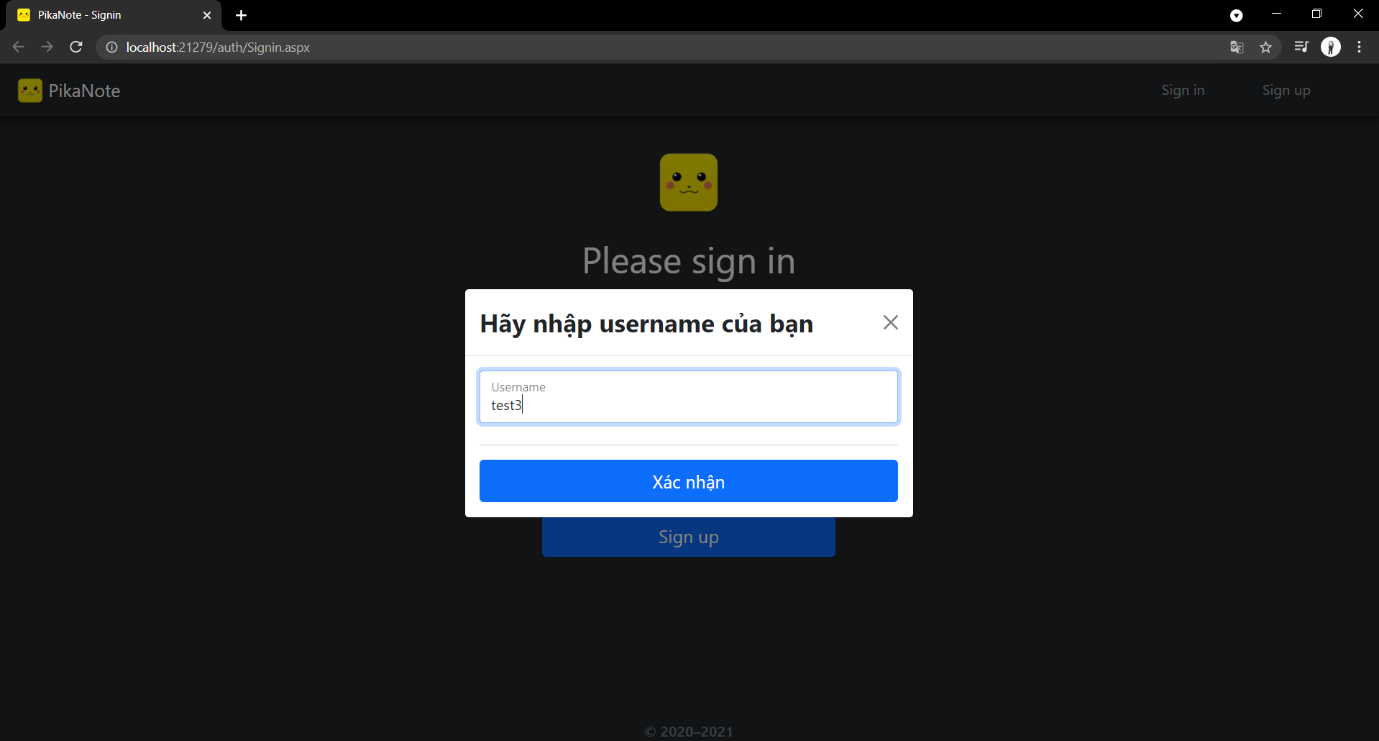 PikaNote - Signin
localhost:21279/auth/Signin.aspx
PikaNote
Sign in
Sign up
Please sign in
Hãy nhập username của bạn
Username
test3
Xác nhận
Sign up
© 2020–2021